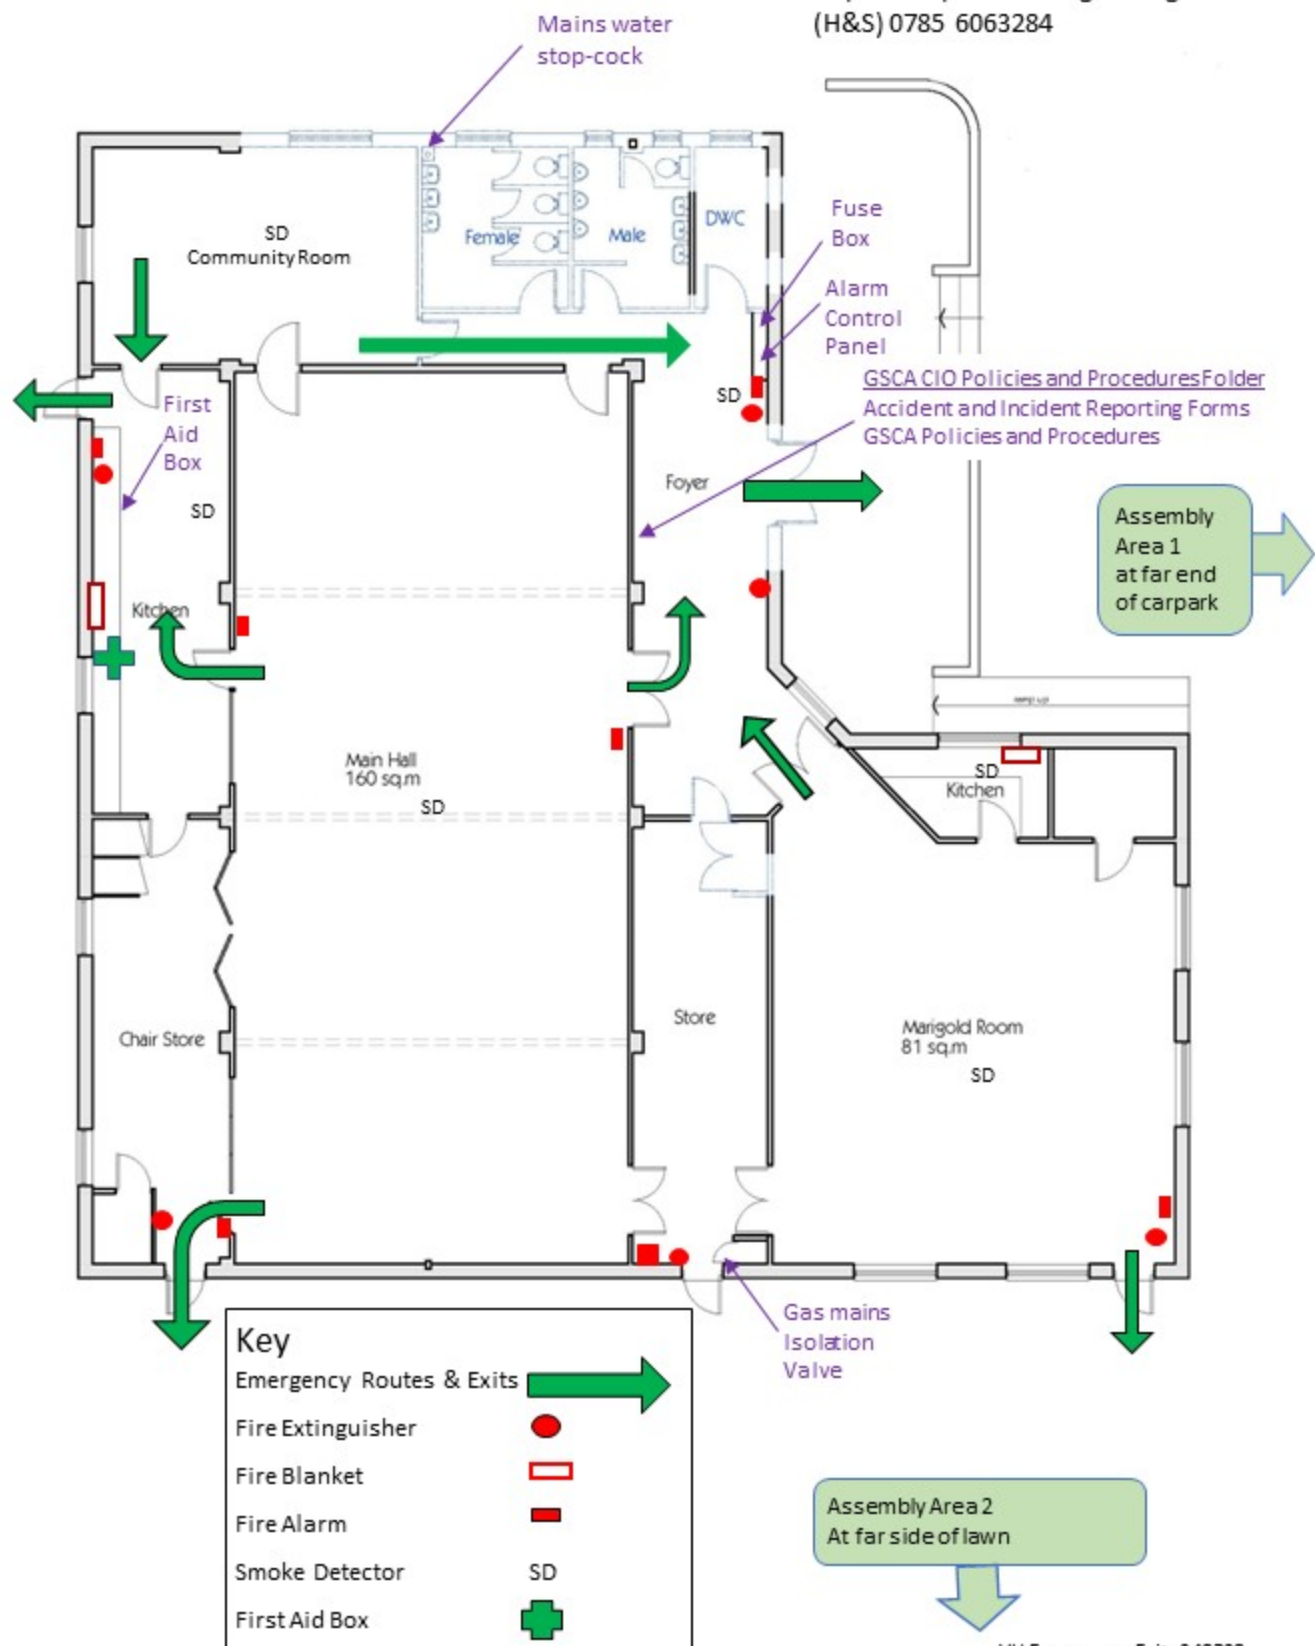 (H&S) 0785 6063284
Mains water
stop-cock
Fuse
Box
Alarm
Control
Panel
GSCA CIO Policies and Procedures Folder
Accident and Incident Reporting Forms
GSCA Policies and Procedures
SD
Community Room
Female
Male
DWC
First
Aid
Box
SD
SD
Foyer
Assembly
Area 1
at far end
of carpark
Kitchen
Main Hall
160 sq.m
SD
SD
Kitchen
Chair Store
Store
Marigold Room
81 sq.m
SD
Gas mains
Isolation
Valve
Key
Emergency Routes & Exits
Fire Extinguisher
Fire Blanket
Fire Alarm
Smoke Detector SD
First Aid Box
Assembly Area 2
At far side of lawn